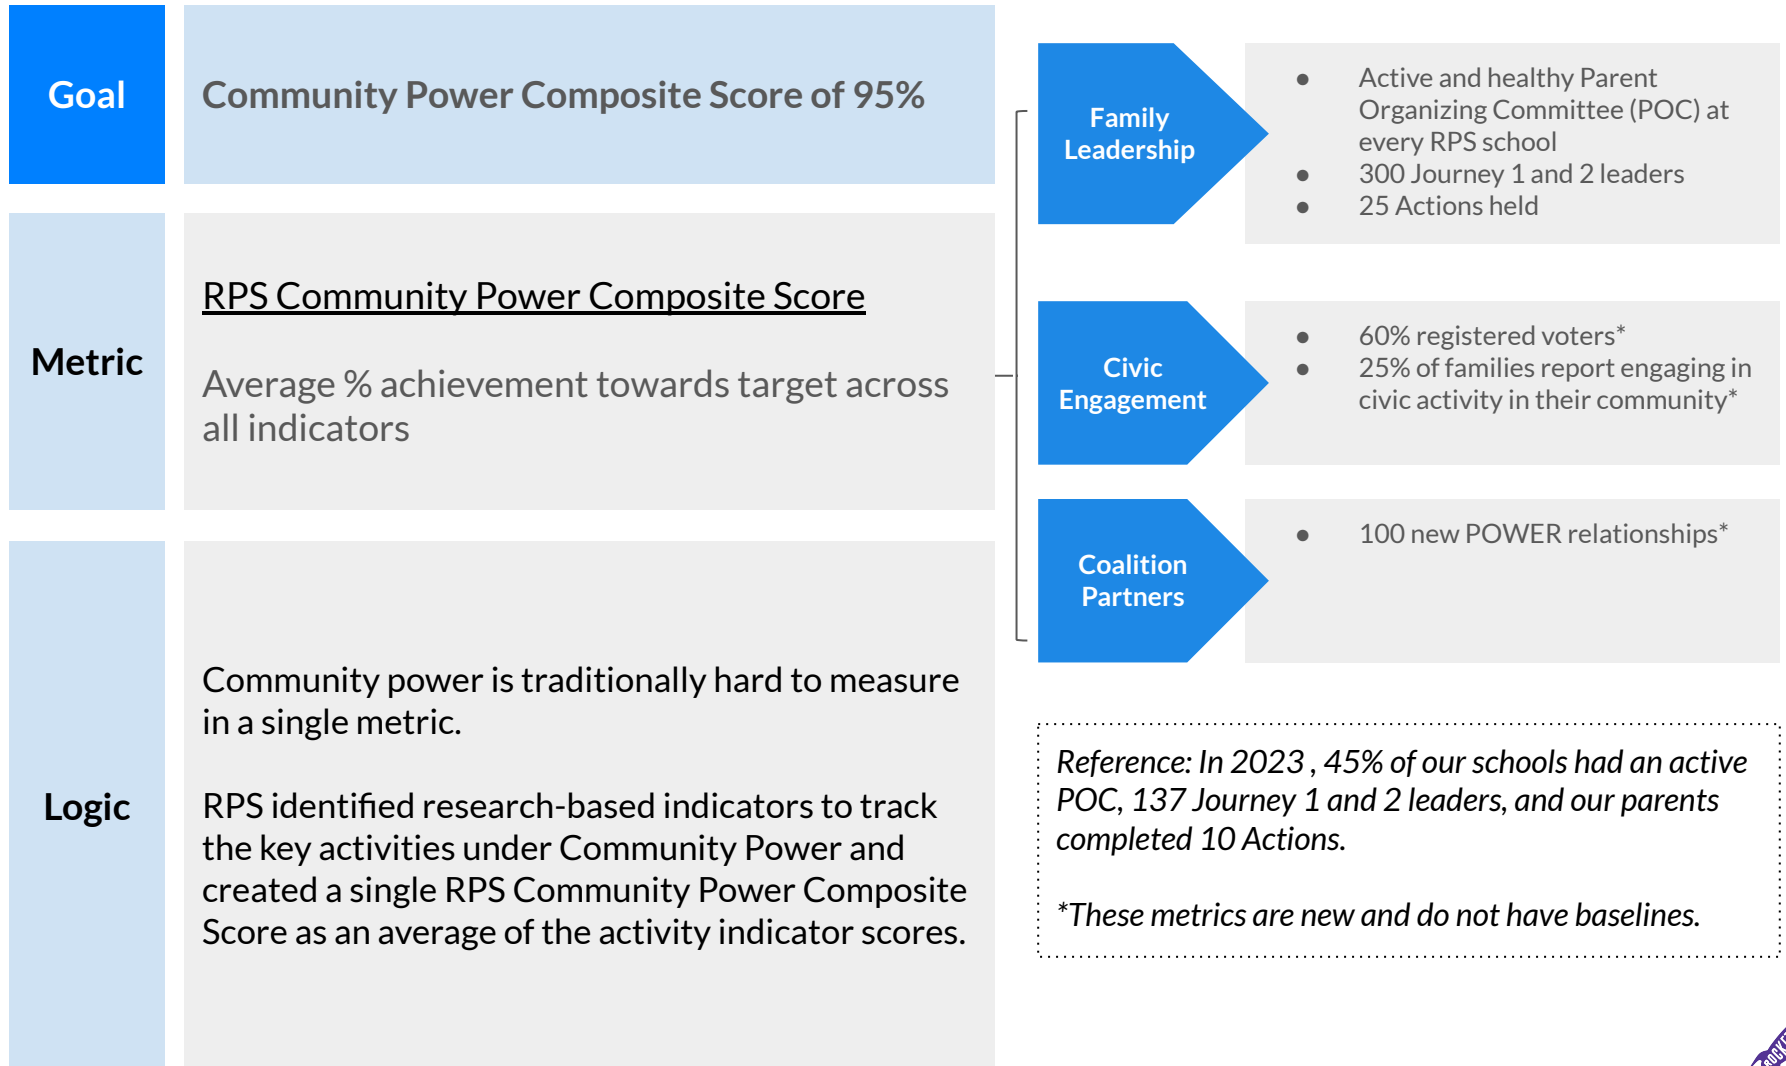 Goal
Community Power Composite Score of 95%
Metric
RPS Community Power Composite Score
Average % achievement towards target across
all indicators
Logic
Community power is traditionally hard to measure
in a single metric.
RPS identified research-based indicators to track
the key activities under Community Power and
created a single RPS Community Power Composite
Score as an average of the activity indicator scores.
Family
Leadership
● Active and healthy Parent
Organizing Committee (POC) at
every RPS school
● 300 Journey 1 and 2 leaders
● 25 Actions held
Civic
Engagement
● 60% registered voters*
● 25% of families report engaging in
civic activity in their community*
Coalition
Partners
● 100 new POWER relationships*
Reference: In 2023 , 45% of our schools had an active
POC, 137 Journey 1 and 2 leaders, and our parents
completed 10 Actions.
*These metrics are new and do not have baselines.